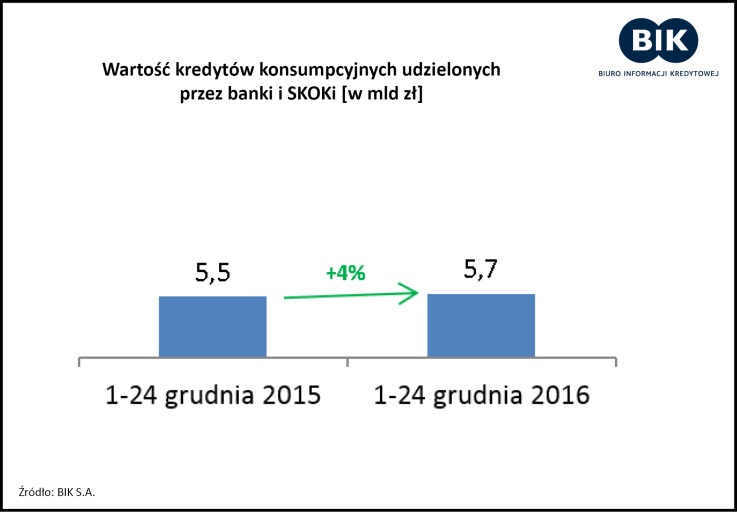 BIK
BIURO INFORMACJI KREDYTOWEJ
Wartość kredytów konsumpcyjnych udzielonych
przez banki i SKOKi [w mld zł]
5,5
+4%
5,7
1-24 grudnia 2015
1-24 grudnia 2016
Źródło: BIK S.A.